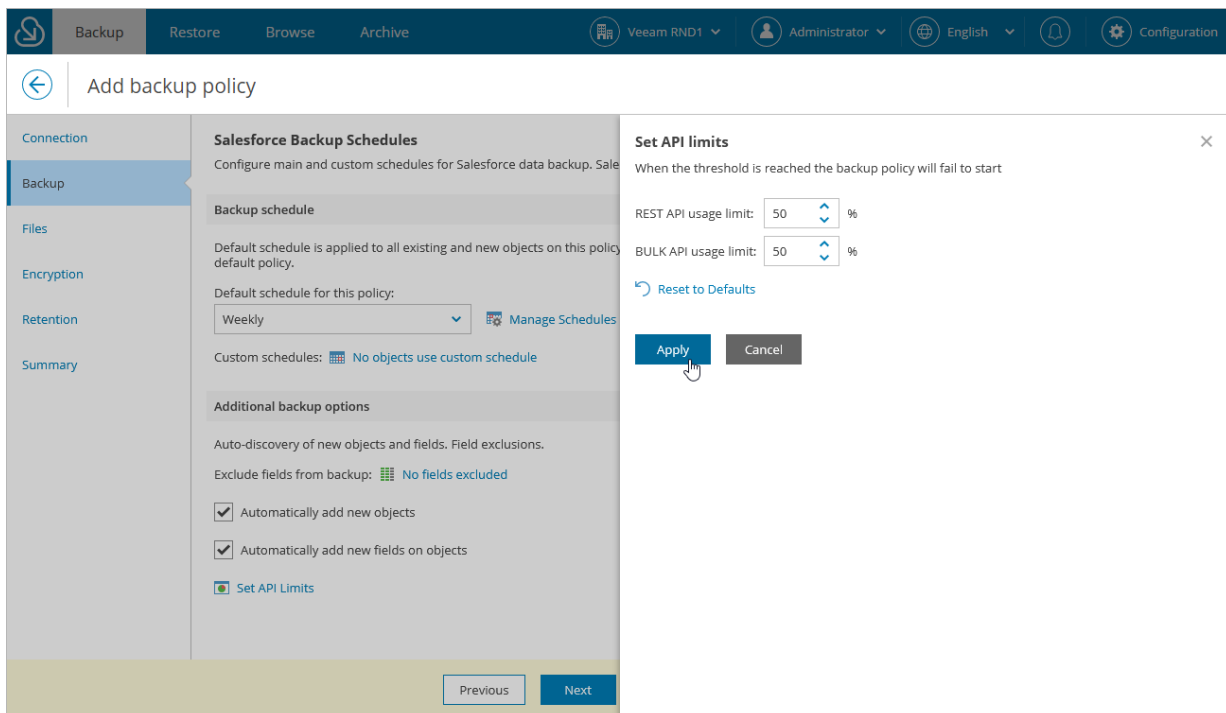 Backup
Restore
Browse
Archive
Veeam RND1
Administrator
English
Configuration
Add backup policy
Connection
Backup
Files
Encryption
Retention
Summary
Salesforce Backup Schedules
Configure main and custom schedules for Salesforce data backup. Sale
Backup schedule
Default schedule is applied to all existing and new objects on this policy
default policy.
Default schedule for this policy:
Weekly
Manage Schedules
Custom schedules:
No objects use custom schedule
Additional backup options
Auto-discovery of new objects and fields. Field exclusions.
Exclude fields from backup:
No fields excluded
Automatically add new objects
Automatically add new fields on objects
Set API Limits
Previous
Next
Set API limits
When the threshold is reached the backup policy will fail to start
REST API usage limit: 50 %
BULK API usage limit: 50 %
Reset to Defaults
Apply
Cancel